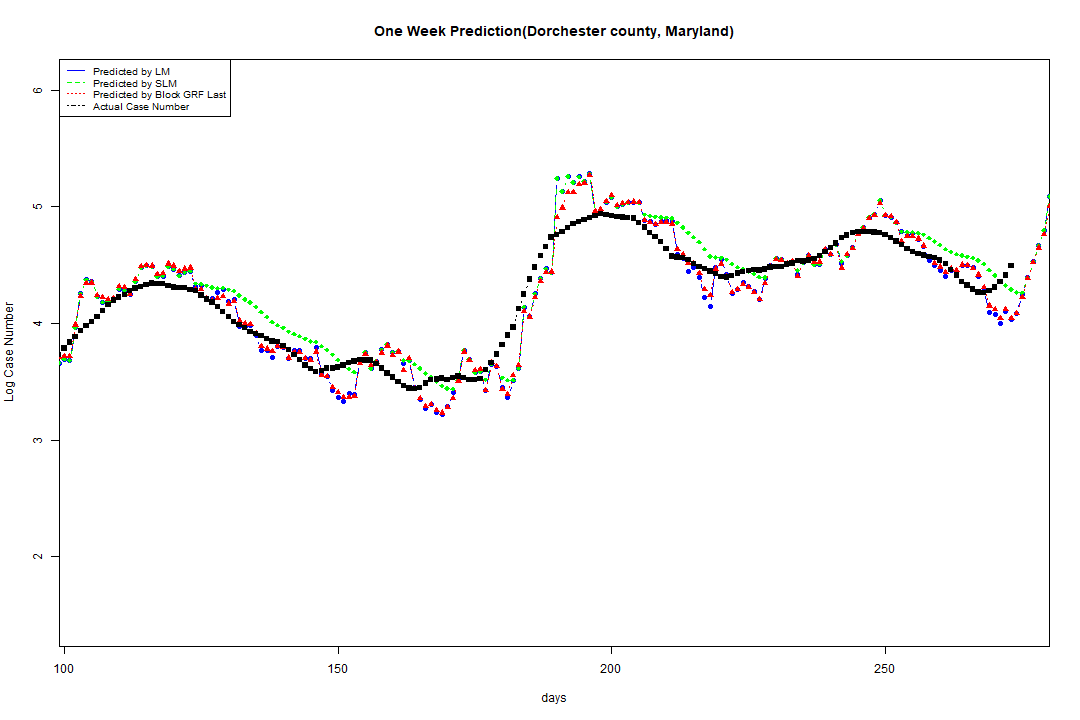 One Week Prediction(Dorchester county, Maryland)
Predicted by LM
Predicted by SLM
Predicted by Block GRF Last
Actual Case Number
6
5
4
3
2
Log Case Number
100 150 200 250
days